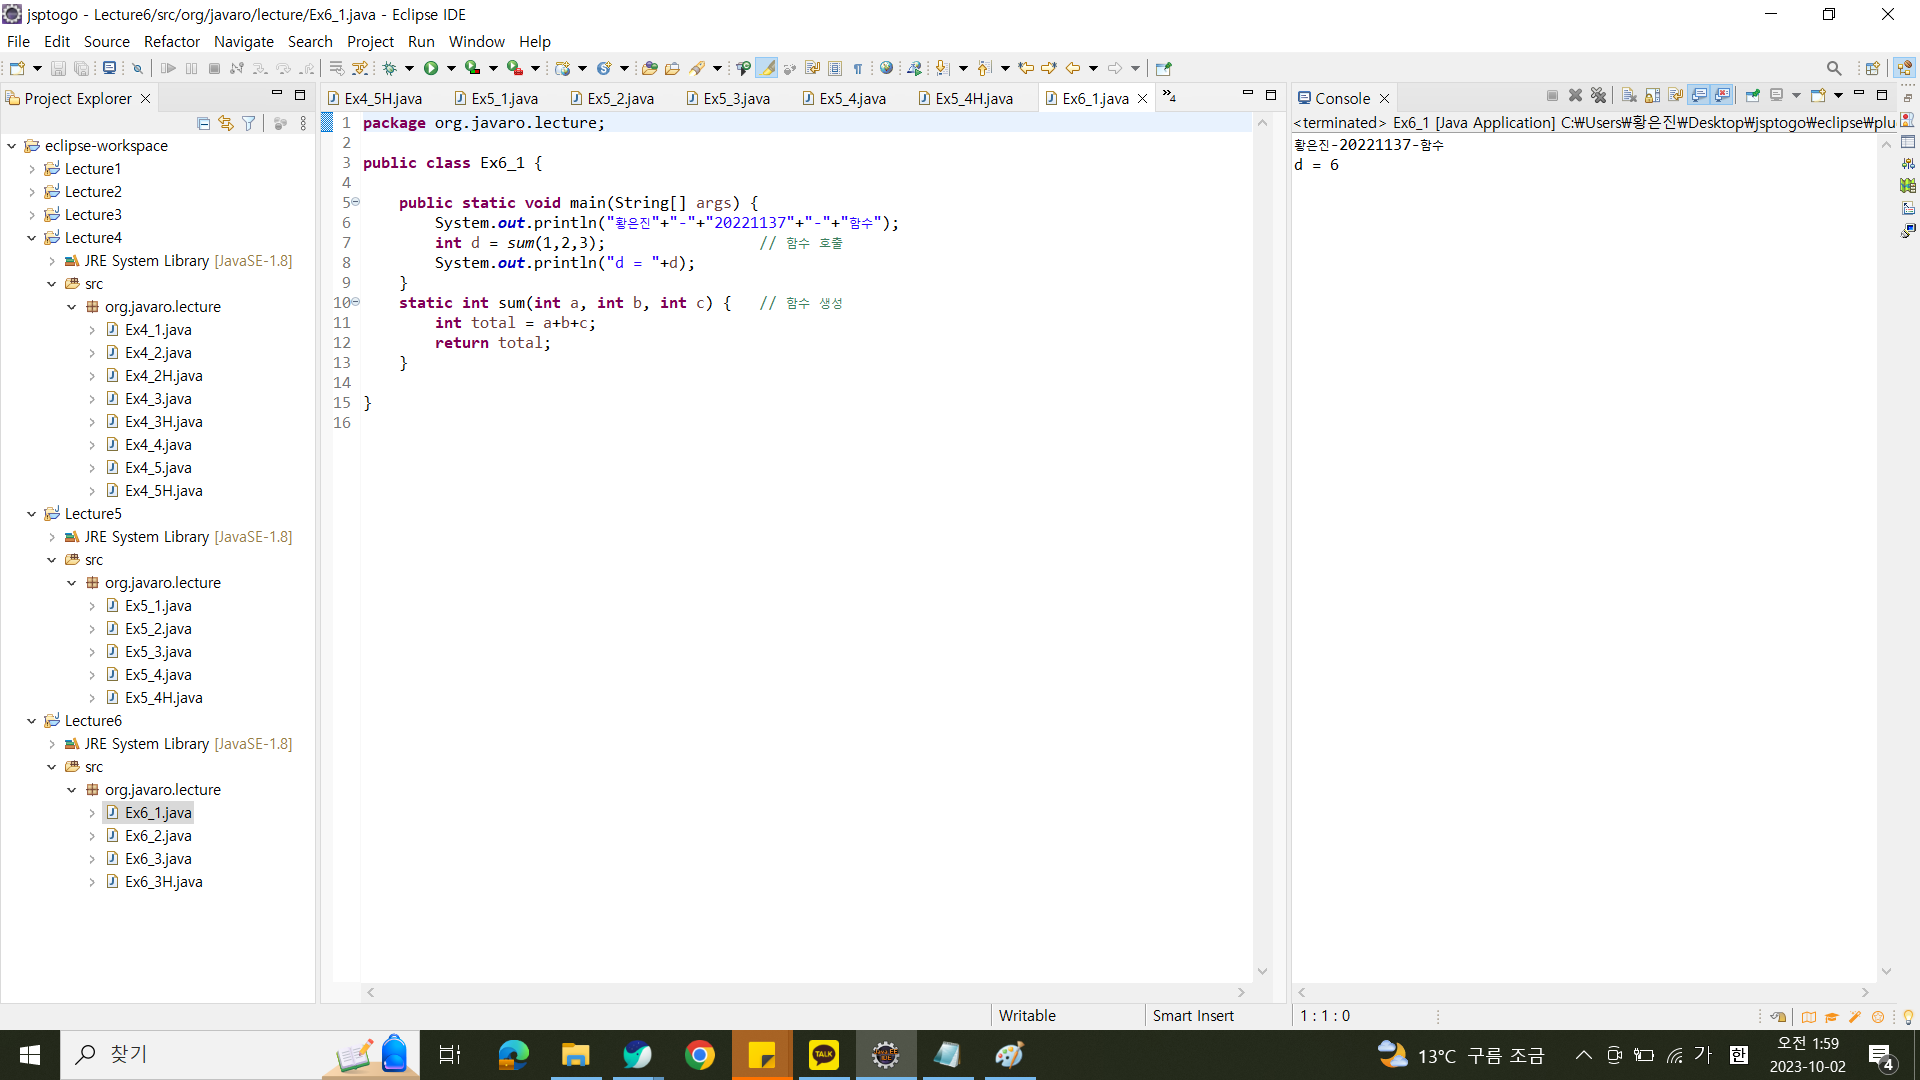 jsptogo - Lecture6/src/org/javaro/lecture/Ex6_1.java - Eclipse IDE
File Edit Source Refactor Navigate Search Project Run Window Help
Project Explorer
eclipse-workspace
Lecture1
Lecture2
Lecture3
Lecture4
JRE System Library [JavaSE-1.8]
src
org.javaro.lecture
Ex4_1.java
Ex4_2.java
Ex4_2H.java
Ex4_3.java
Ex4_3H.java
Ex4_4.java
Ex4_5.java
Ex4_5H.java
Lecture5
JRE System Library [JavaSE-1.8]
src
org.javaro.lecture
Ex5_1.java
Ex5_2.java
Ex5_3.java
Ex5_4.java
Ex5_4H.java
Lecture6
JRE System Library [JavaSE-1.8]
src
org.javaro.lecture
Ex6_1.java
Ex6_2.java
Ex6_3.java
Ex6_3H.java
Ex4_5H.java Ex5_1.java Ex5_2.java Ex5_3.java Ex5_4.java Ex5_4H.java Ex6_1.java »4
1 package org.javaro.lecture;
2
3 public class Ex6_1 {
4
5 public static void main(String[] args) {
6 System.out.println("황은진"+"-"+"20221137"+"-"+"함수");
7 int d = sum(1,2,3); // 함수 호출
8 System.out.println("d = "+d);
9 }
10 static int sum(int a, int b, int c) { // 함수 생성
11 int total = a+b+c;
12 return total;
13 }
14
15 }
16
Console
<terminated> Ex6_1 [Java Application] C:₩Users₩황은진₩Desktop₩jsptogo₩eclipse₩plu
황은진-20221137-함수
d = 6
Writable Smart Insert 1 : 1 : 0
찾기
TALK
13°C 구름 조금
가 한
오전 1:59
2023-10-02
4